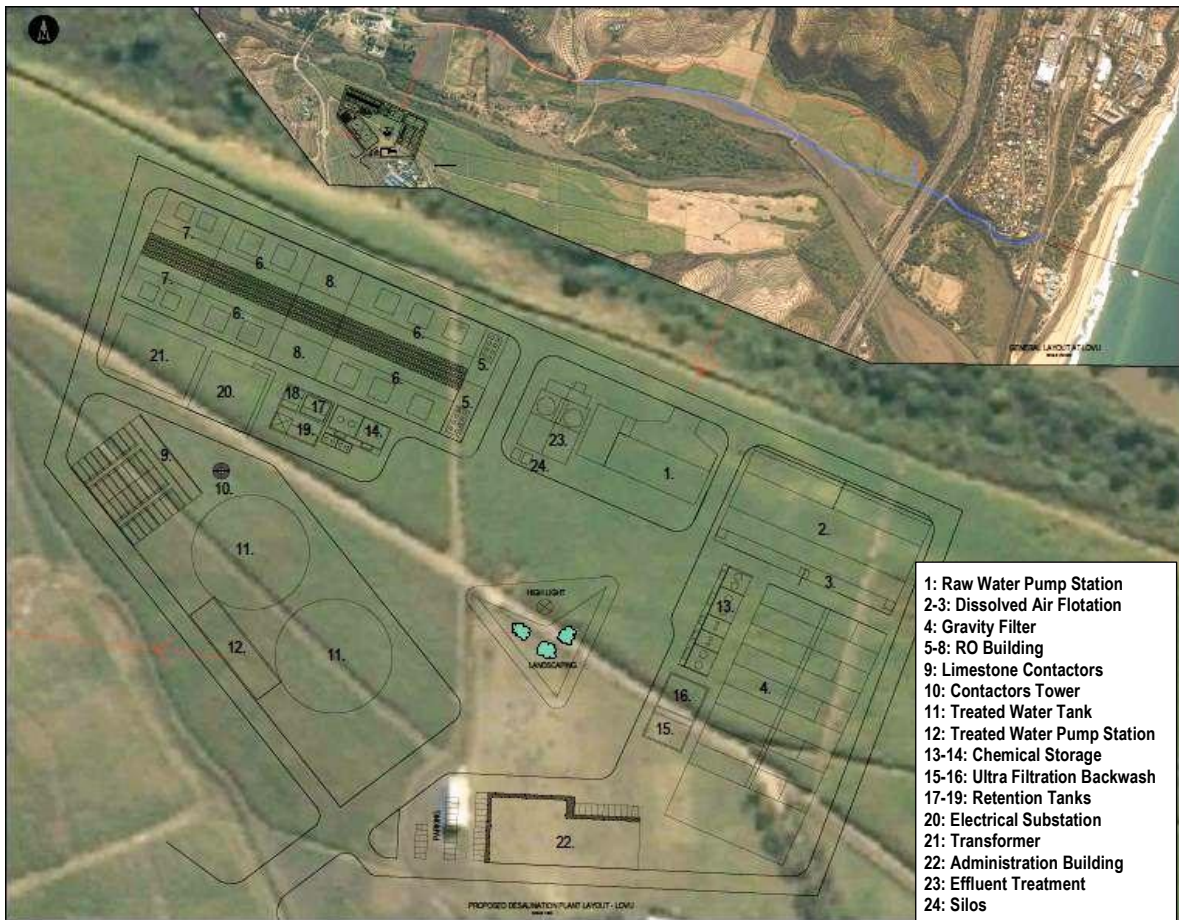 GENERAL LAYOUT AT LOVU
7.
6.
8.
7.
6.
6.
5.
8.
6.
5.
21.
20.
18.
17
14.
19.
23.
24.
1.
9.
10.
11.
2.
3.
13.
HIGH LIGHT
LANDSCAPING
12.
11.
4.
16.
15.
PARKING
22.
PROPOSED DESALINATION PLANT LAYOUT - LOVU
1: Raw Water Pump Station
2-3: Dissolved Air Flotation
4: Gravity Filter
5-8: RO Building
9: Limestone Contactors
10: Contactors Tower
11: Treated Water Tank
12: Treated Water Pump Station
13-14: Chemical Storage
15-16: Ultra Filtration Backwash
17-19: Retention Tanks
20: Electrical Substation
21: Transformer
22: Administration Building
23: Effluent Treatment
24: Silos